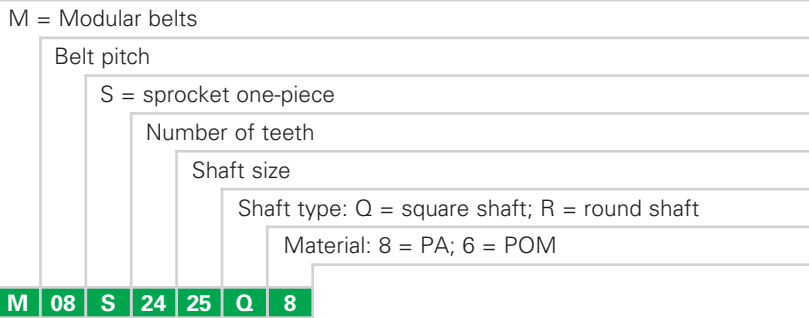 M = Modular belts
Belt pitch
S = sprocket one-piece
Number of teeth
Shaft size
Shaft type: Q = square shaft; R = round shaft
Material: 8 = PA; 6 = POM
M 08 S 24 25 Q 8